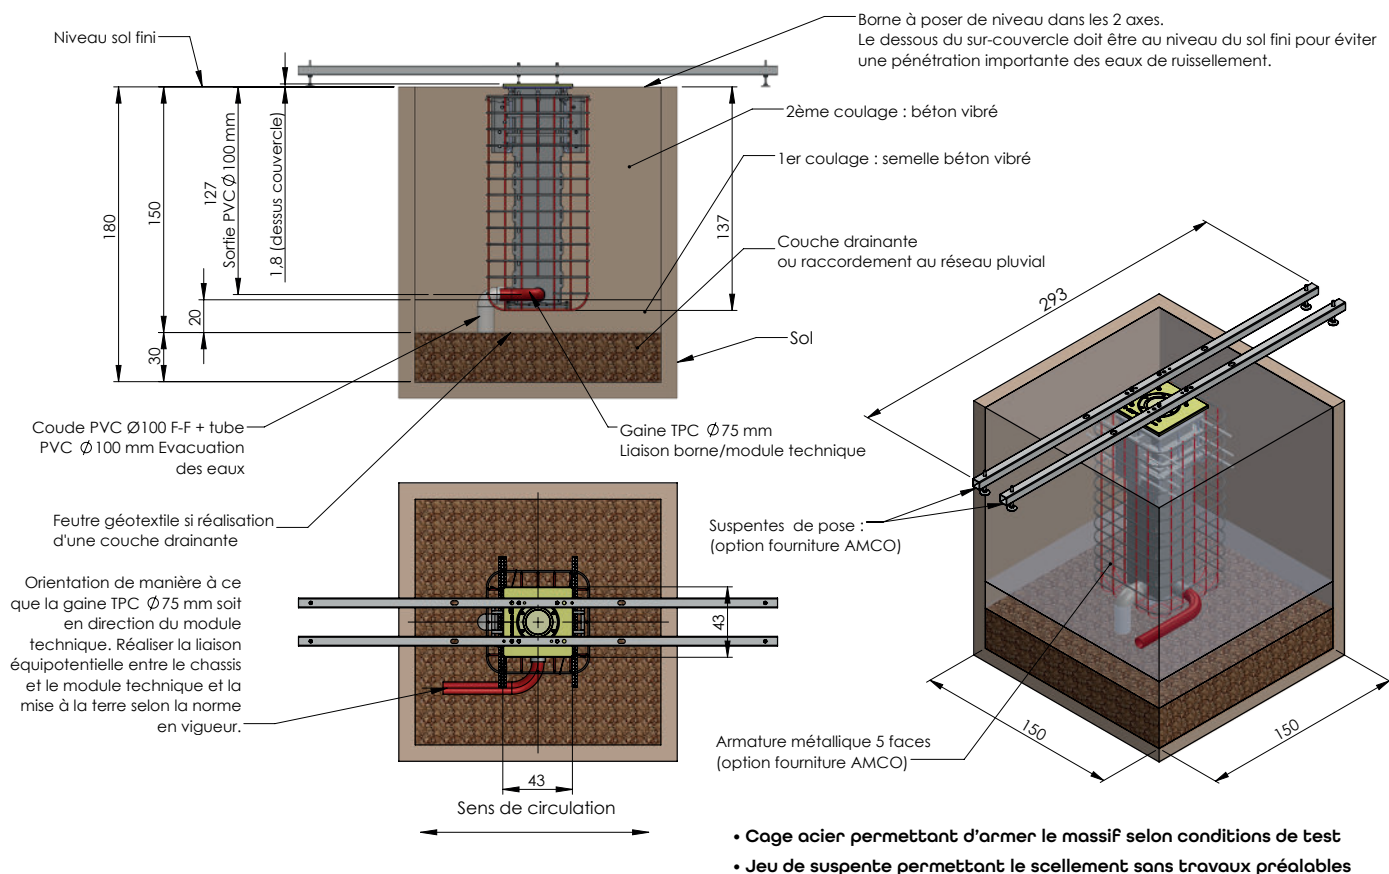 Niveau sol fini
Borne à poser de niveau dans les 2 axes.
Le dessous du sur-couvercle doit être au niveau du sol fini pour éviter
une pénétration importante des eaux de ruissellement.
2ème coulage : béton vibré
1er coulage : semelle béton vibré
Couche drainante
ou raccordement au réseau pluvial
Sol
180
150
127
Sortie PVC Ø100 mm
1,8 (dessus couvercle)
137
20
30
Coude PVC Ø100 F-F + tube
PVC Ø100 mm Evacuation
des eaux
Gaine TPC Ø75 mm
Liaison borne/module technique
Feutre géotextile si réalisation
d'une couche drainante
Orientation de manière à ce
que la gaine TPC Ø75 mm soit
en direction du module
technique. Réaliser la liaison
équipotentielle entre le chassis
et le module technique et la
mise à la terre selon la norme
en vigueur.
43
43
Sens de circulation
293
Suspentes de pose :
(option fourniture AMCO)
Armature métallique 5 faces
(option fourniture AMCO)
150
150
• Cage acier permettant d'armer le massif selon conditions de test
• Jeu de suspente permettant le scellement sans travaux préalables